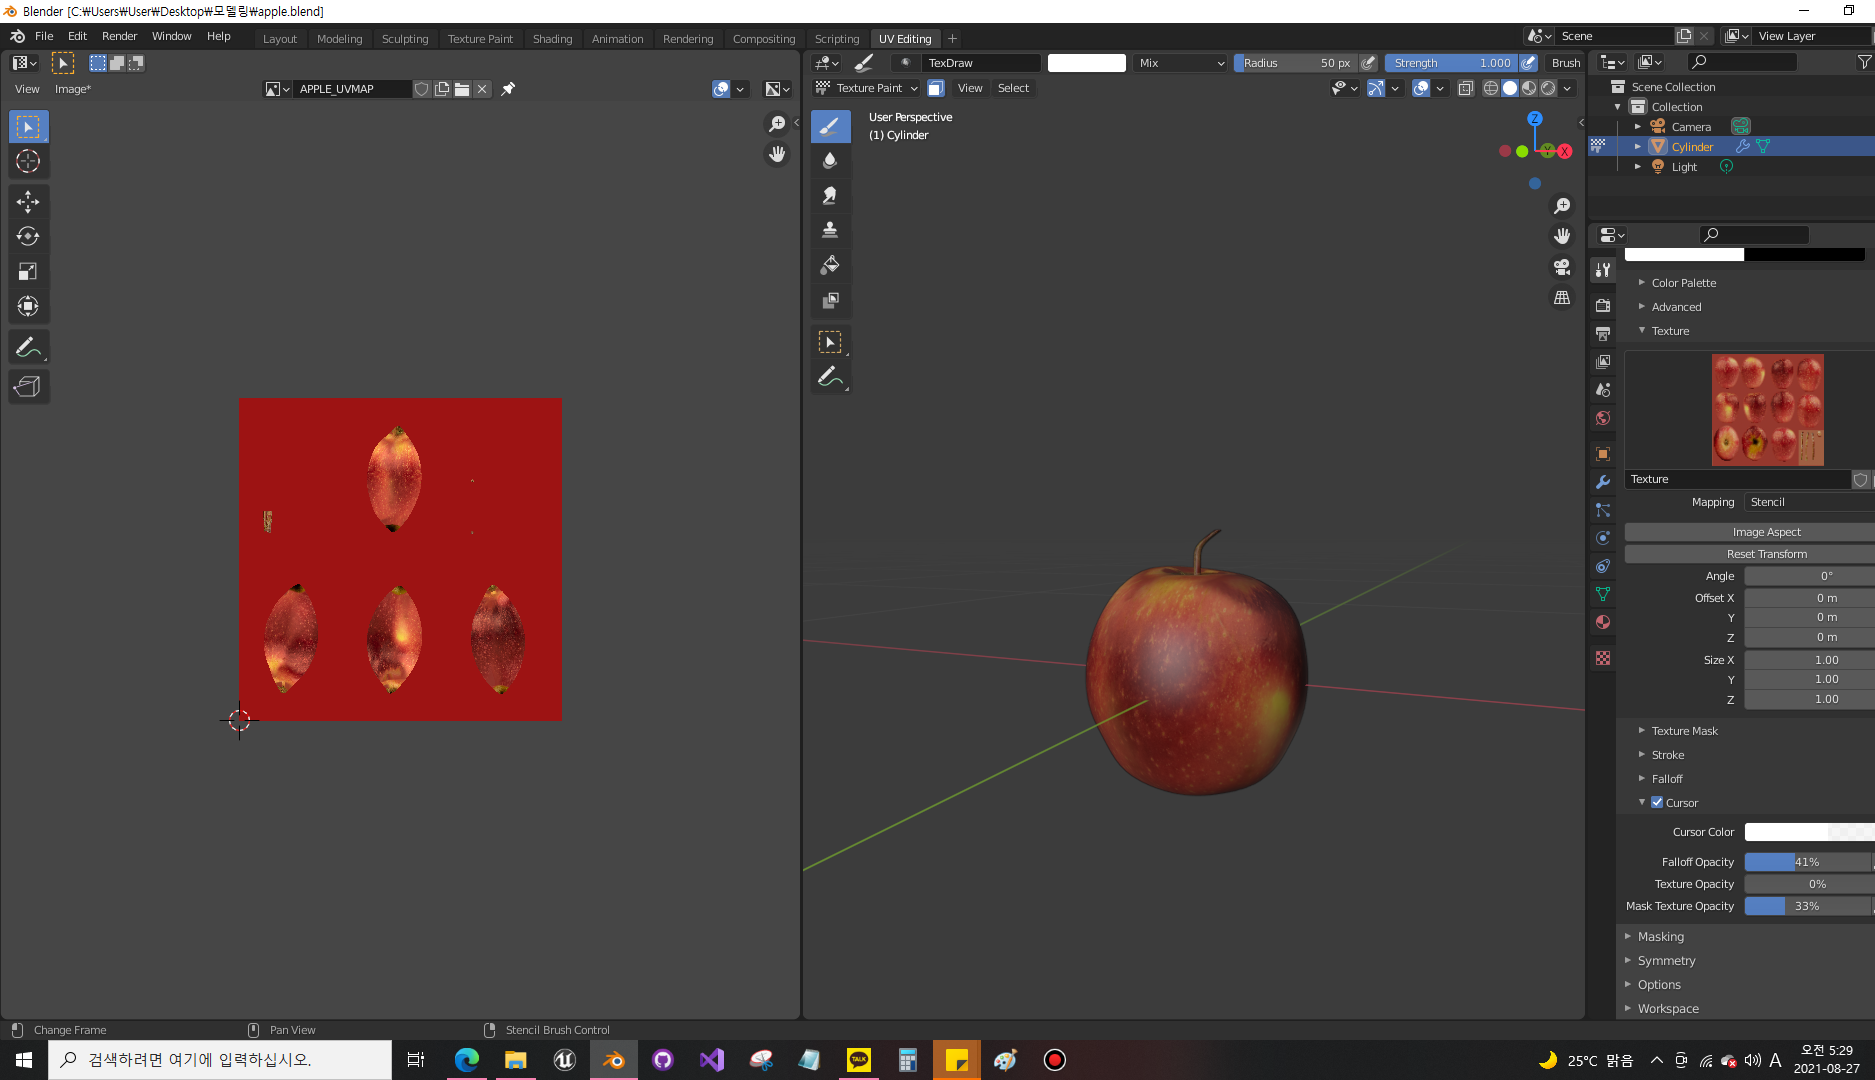 Blender [C:₩Users₩User₩Desktop₩모델링₩apple.blend]
File Edit Render Window Help Layout Modeling Sculpting Texture Paint Shading Animation Rendering Compositing Scripting UV Editing Scene View Layer
TexDraw Mix Radius 50 px Strength 1.000 Brush
View Image* APPLE_UVMAP Texture Paint View Select
User Perspective
(1) Cylinder
Z
Y
X
Scene Collection
Collection
Camera
Cylinder
Light
Color Palette
Advanced
Texture
Texture
Mapping Stencil
Image Aspect
Reset Transform
Angle 0°
Offset X 0 m
Y 0 m
Z 0 m
Size X 1.00
Y 1.00
Z 1.00
Texture Mask
Stroke
Falloff
Cursor
Cursor Color
Falloff Opacity 41%
Texture Opacity 0%
Mask Texture Opacity 33%
Masking
Symmetry
Options
Workspace
Change Frame Pan View Stencil Brush Control
검색하려면 여기에 입력하십시오.
TALK
25°C 맑음
A
오전 5:29
2021-08-27